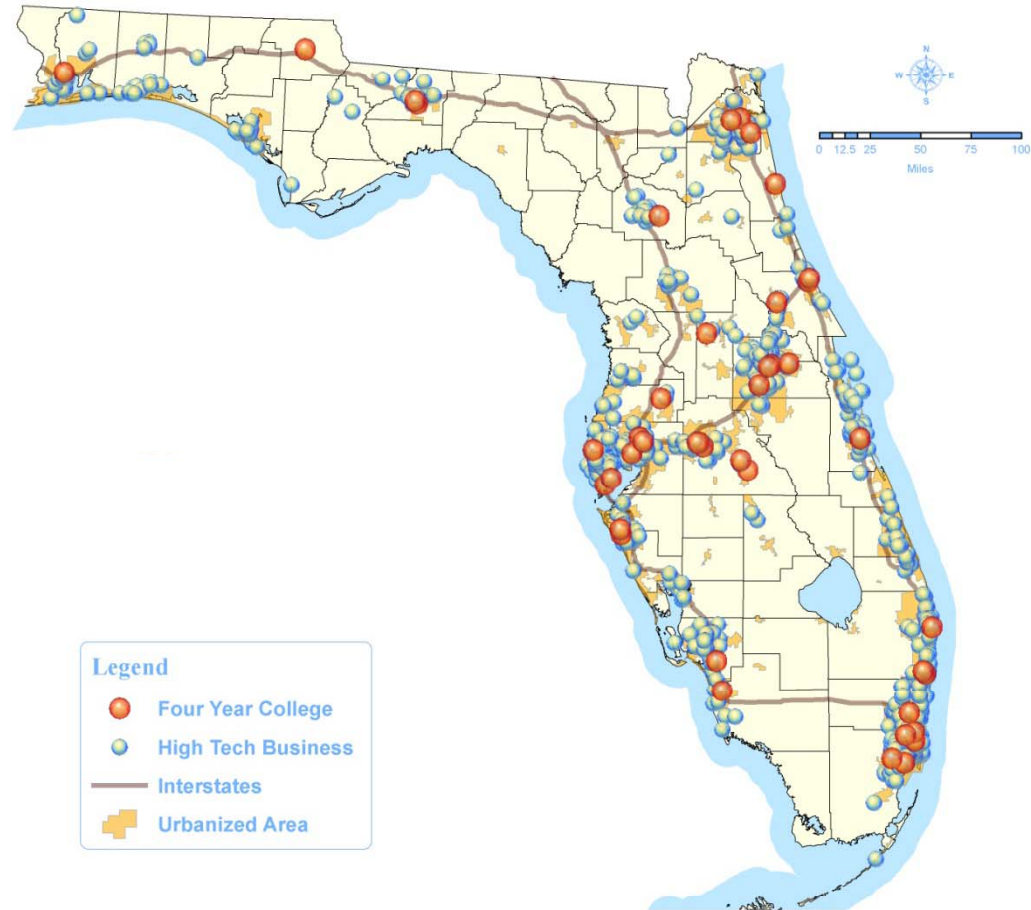 N
W E
S
0 12.5 25 50 75 100
Miles
Legend
Four Year College
High Tech Business
Interstates
Urbanized Area